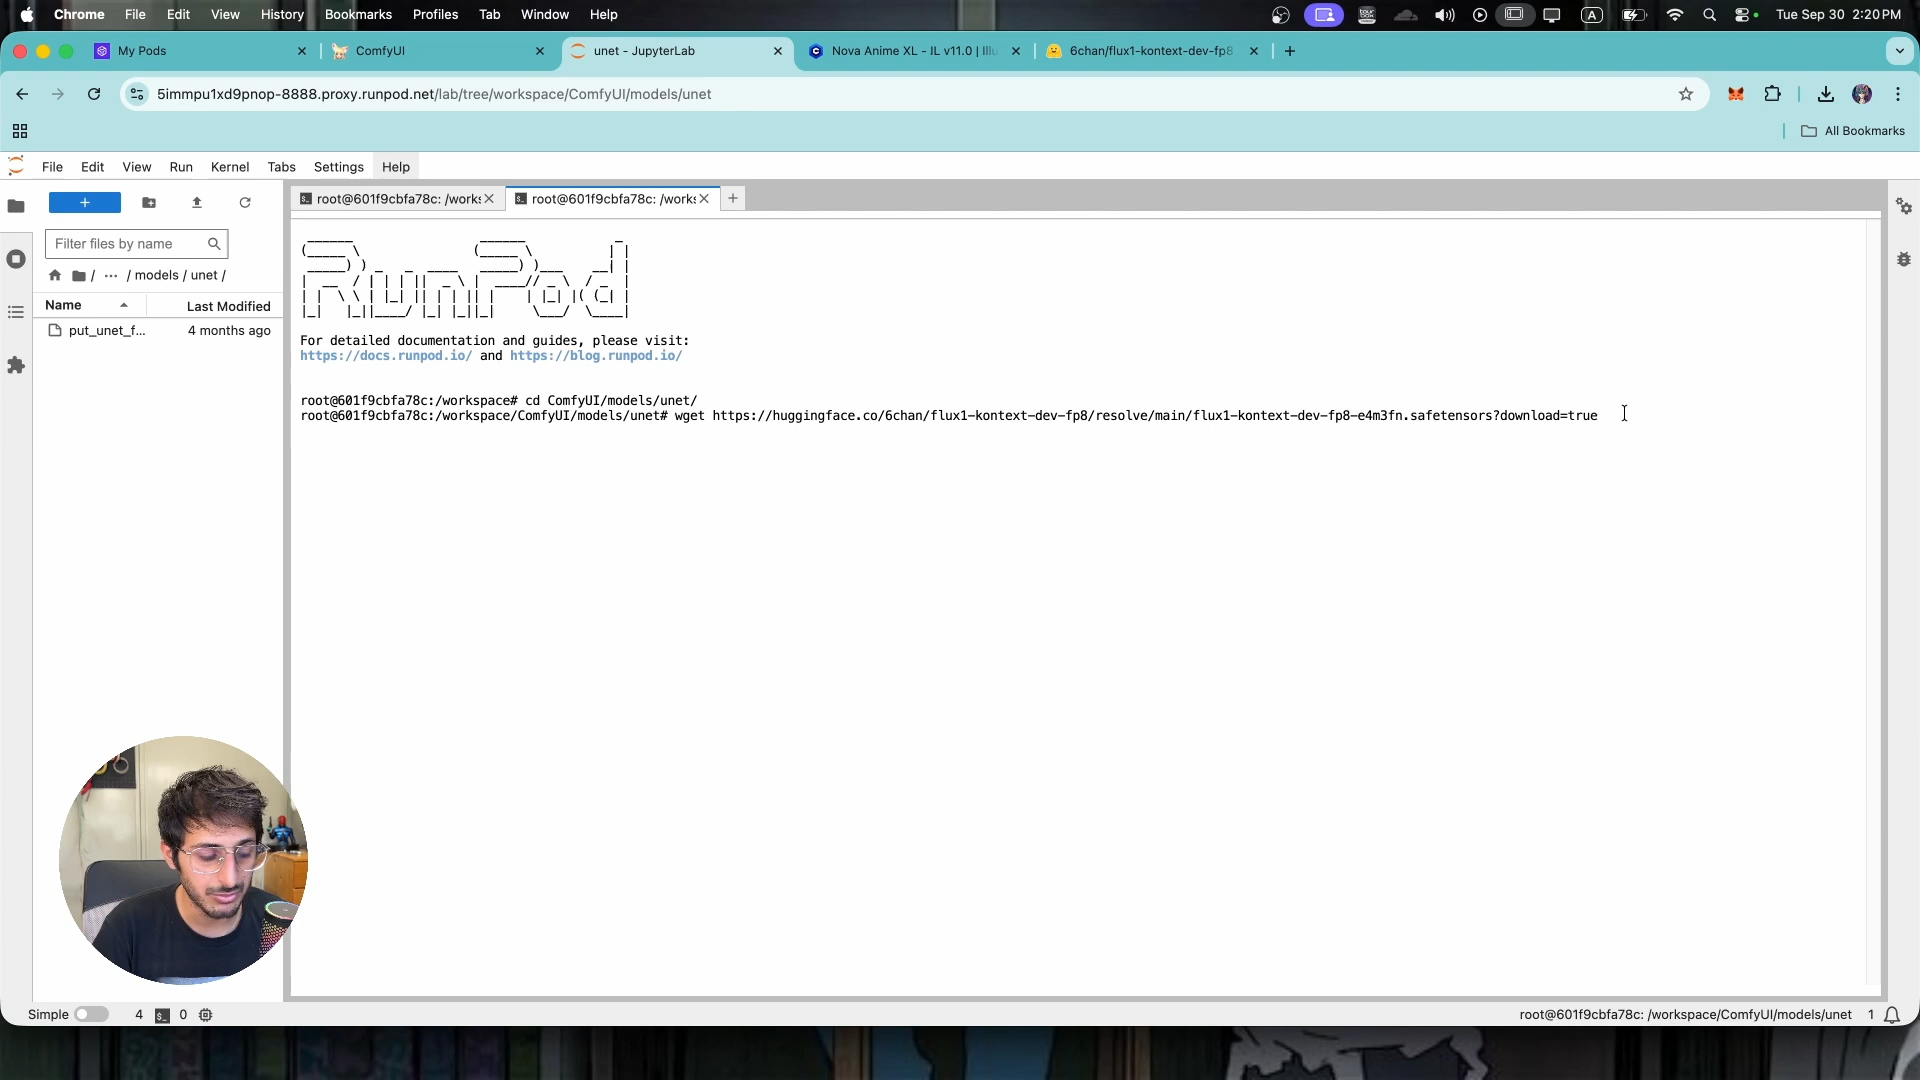 Chrome File Edit View History Bookmarks Profiles Tab Window Help
A Tue Sep 30 2:20 PM
My Pods
ComfyUI
unet - JupyterLab
Nova Anime XL - IL v11.0 | Illu
6chan/flux1-kontext-dev-fp8
5immpu1xd9pnop-8888.proxy.runpod.net/lab/tree/workspace/ComfyUI/models/unet
All Bookmarks
File Edit View Run Kernel Tabs Settings Help
root@601f9cbfa78c: /works
root@601f9cbfa78c: /works
Filter files by name
/ ··· / models / unet /
Name Last Modified
put_unet_f... 4 months ago
RunPod
For detailed documentation and guides, please visit:
https://docs.runpod.io/ and https://blog.runpod.io/
root@601f9cbfa78c:/workspace# cd ComfyUI/models/unet/
root@601f9cbfa78c:/workspace/ComfyUI/models/unet# wget https://huggingface.co/6chan/flux1-kontext-dev-fp8/resolve/main/flux1-kontext-dev-fp8-e4m3fn.safetensors?download=true
Simple 4 0 root@601f9cbfa78c: /workspace/ComfyUI/models/unet 1